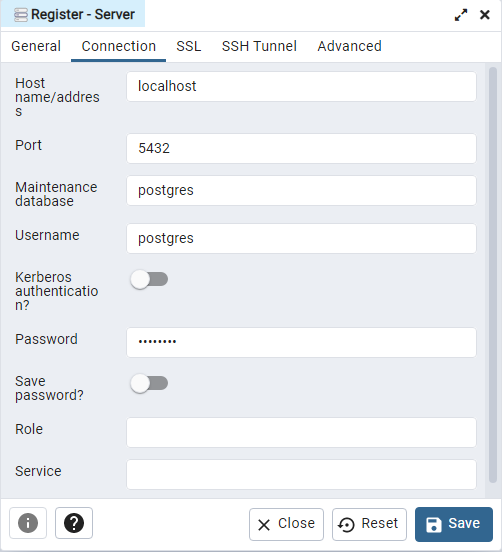 Register - Server
General Connection SSL SSH Tunnel Advanced
Host
name/addres
s
localhost
Port
5432
Maintenance
database
postgres
Username
postgres
Kerberos
authenticatio
n?
Password
••••••••
Save
password?
Role
Service
Close Reset Save